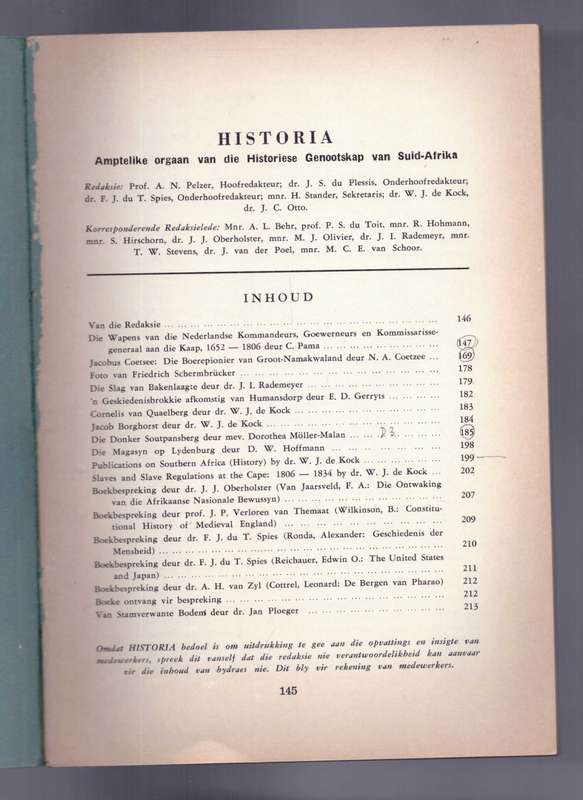 HISTORIA
Amptelike orgaan van die Historiese Genootskap van Suid-Afrika
Redaksie: Prof. A. N. Pelzer, Hoofredakteur; dr. J. S. du Plessis, Onderhoofredakteur;
dr. F. J. du T. Spies, Onderhoofredakteur; mnr. H. Stander, Sekretaris; dr. W. J. de Kock,
dr. J. C. Otto.
Korresponderende Redaksielede: Mnr. A. L. Behr, prof. P. S. du Toit, mnr. R. Hohmann,
mnr. S. Hirschorn, dr. J. J. Oberholster, mnr. M. J. Olivier, dr. J. I. Rademeyr, mnr.
T. W. Stevens, dr. J. van der Poel, mnr. M. C. E. van Schoor.
INHOUD
Van die Redaksie ... 146
Die Wapens van die Nederlandse Kommandeurs, Goewerneurs en Kommissarisse-
generaal aan die Kaap, 1652 — 1806 deur C. Pama ... 147
Jacobus Coetsee: Die Boerepionier van Groot-Namakwaland deur N. A. Coetzee ... 169
Foto van Friedrich Schermbrücker ... 178
Die Slag van Bakenlaagte deur dr. J. I. Rademeyer ... 179
'n Geskiedenisbrokkie afkomstig van Humansdorp deur E. D. Gerryts ... 182
Cornelis van Quaelberg deur dr. W. J. de Kock ... 183
Jacob Borghorst deur dr. W. J. de Kock ... 184
Die Donker Soutpansberg deur mev. Dorothea Möller-Malan ... 185
Die Magasyn op Lydenburg deur D. W. Hoffmann ... 198
Publications on Southern Africa (History) by dr. W. J. de Kock ... 199
Slaves and Slave Regulations at the Cape: 1806 — 1834 by dr. W. J. de Kock ... 202
Boekbespreking deur dr. J. J. Oberholster (Van Jaarsveld, F. A.: Die Ontwaking
van die Afrikaanse Nasionale Bewussyn) ... 207
Boekbespreking deur prof. J. P. Verloren van Themaat (Wilkinson, B.: Constitu-
tional History of Medieval England) ... 209
Boekbespreking deur dr. F. J. du T. Spies (Ronda, Alexander: Geschiedenis der
Mensheid) ... 210
Boekbespreking deur dr. F. J. du T. Spies (Reichauer, Edwin O.: The United States
and Japan) ... 211
Boekbespreking deur dr. A. H. van Zyl (Cottrel, Leonard: De Bergen van Pharao) 212
Boeke ontvang vir bespreking ... 212
Van Stamverwante Bodem deur dr. Jan Ploeger ... 213
Omdat HISTORIA bedoel is om uitdrukking te gee aan die opvattings en insigte van
medewerkers, spreek dit vanself dat die redaksie nie verantwoordelikheid kan aanvaar
vir die inhoud van bydraes nie. Dit bly vir rekening van medewerkers.
145